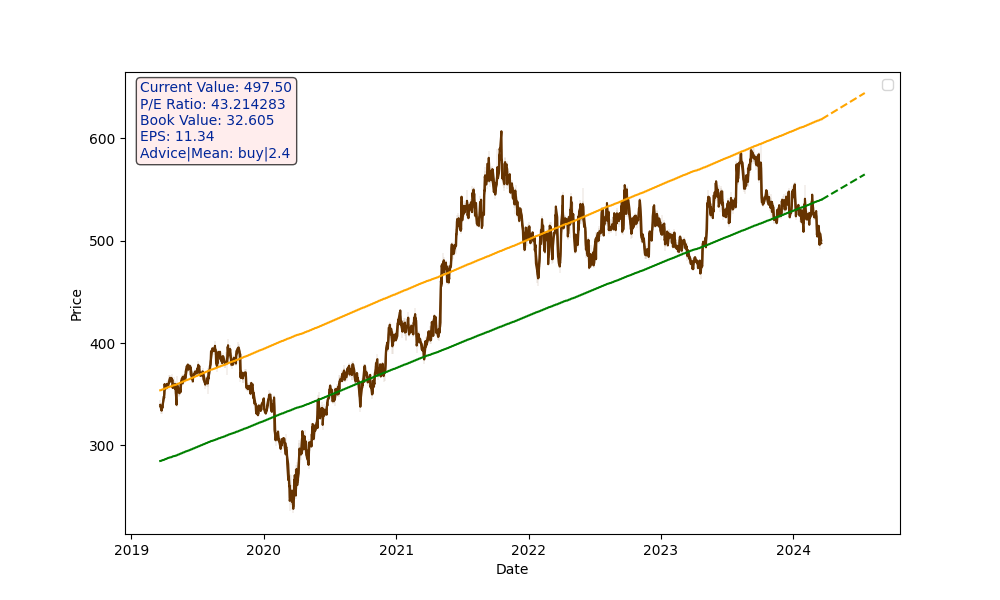 Current Value: 497.50
P/E Ratio: 43.214283
Book Value: 32.605
EPS: 11.34
Advice|Mean: buy|2.4
600
500
400
300
Price
2019 2020 2021 2022 2023 2024
Date